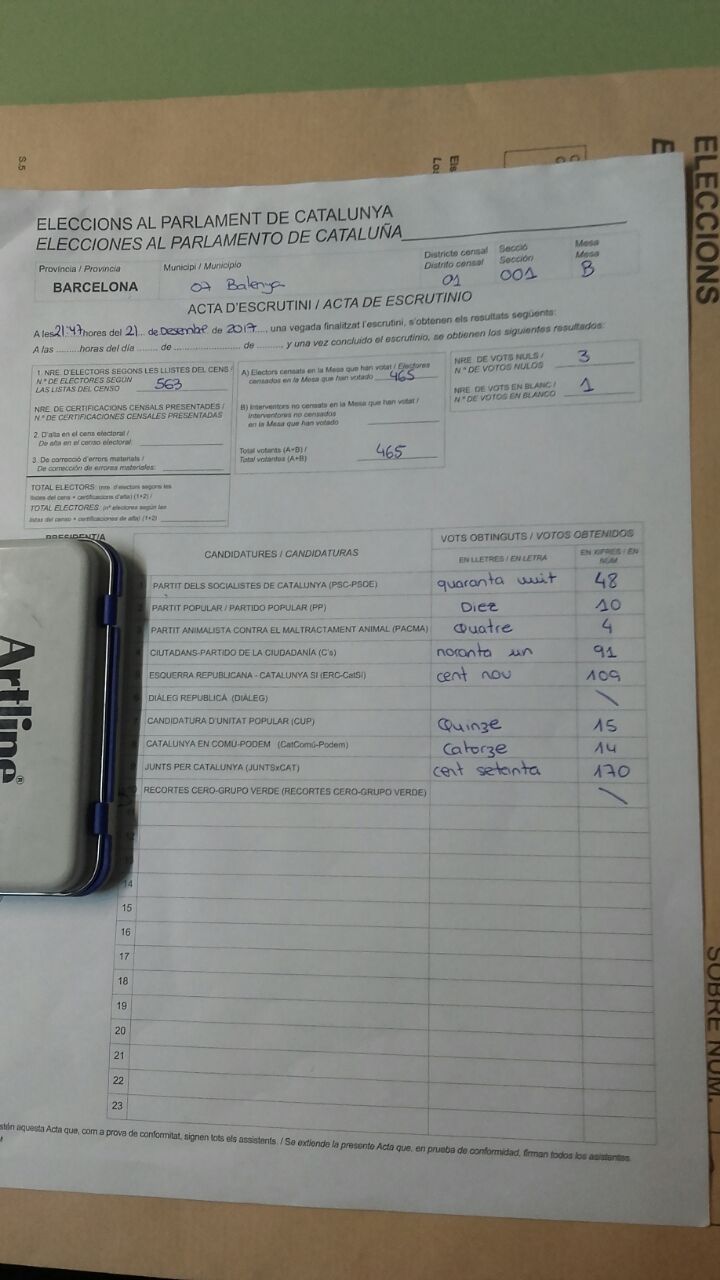 ELECCIONS
S.5
ELECCIONS AL PARLAMENT DE CATALUNYA
ELECCIONES AL PARLAMENTO DE CATALUÑA
Província / Provincia
BARCELONA
Municipi / Municipio
07 Balenya
Districte censal
Distrito censal
01
Secció
Sección
001
Mesa
Mesa
B
ACTA D'ESCRUTINI / ACTA DE ESCRUTINIO
A les 21:47 hores del 21 de Desembre de 2017, una vegada finalitzat l'escrutini, s'obtenen els resultats següents:
A las ......... horas del día ......... de ......... de ........., y una vez concluido el escrutinio, se obtienen los siguientes resultados:
1. NRE. D'ELECTORS SEGONS LES LLISTES DEL CENS /
N.º DE ELECTORES SEGÚN
LAS LISTAS DEL CENSO 563
NRE. DE CERTIFICACIONS CENSALS PRESENTADES /
N.º DE CERTIFICACIONES CENSALES PRESENTADAS
2. D'alta en el cens electoral /
De alta en el censo electoral:
3. De correcció d'errors materials /
De corrección de errores materiales:
TOTAL ELECTORS: (nre. d'electors segons les
llistes del cens + certificacions d'alta) (1+2) /
TOTAL ELECTORES: (nº electores según las
listas del censo + certificaciones de alta) (1+2)
A) Electors censats en la Mesa que han votat / Electores
censados en la Mesa que han votado 465
B) Interventors no censats en la Mesa que han votat /
Interventores no censados
en la Mesa que han votado
Total votants (A+B) /
Total votantes (A+B) 465
NRE. DE VOTS NULS /
N.º DE VOTOS NULOS 3
NRE. DE VOTS EN BLANC /
N.º DE VOTOS EN BLANCO 1
CANDIDATURES / CANDIDATURAS
VOTS OBTINGUTS / VOTOS OBTENIDOS
EN LLETRES / EN LETRA
EN XIFRES / EN NÚM
PARTIT DELS SOCIALISTES DE CATALUNYA (PSC-PSOE) quaranta vuit 48
PARTIT POPULAR / PARTIDO POPULAR (PP) Diez 10
PARTIT ANIMALISTA CONTRA EL MALTRACTAMENT ANIMAL (PACMA) Quatre 4
CIUTADANS-PARTIDO DE LA CIUDADANÍA (C's) noranta un 91
ESQUERRA REPUBLICANA - CATALUNYA SÍ (ERC-CatSí) cent nou 109
DIÀLEG REPUBLICÀ (DIÀLEG) \
CANDIDATURA D'UNITAT POPULAR (CUP) Quinze 15
CATALUNYA EN COMÚ-PODEM (CatComú-Podem) Catorze 14
JUNTS PER CATALUNYA (JUNTSxCAT) cent setanta 170
RECORTES CERO-GRUPO VERDE (RECORTES CERO-GRUPO VERDE) \
14
15
16
17
18
19
20
21
22
23
aquesta Acta que, com a prova de conformitat, signen tots els assistents. / Se extiende la presente Acta que, en prueba de conformidad, firman todos los asistentes.
Artline®
SOBRE NÚM.